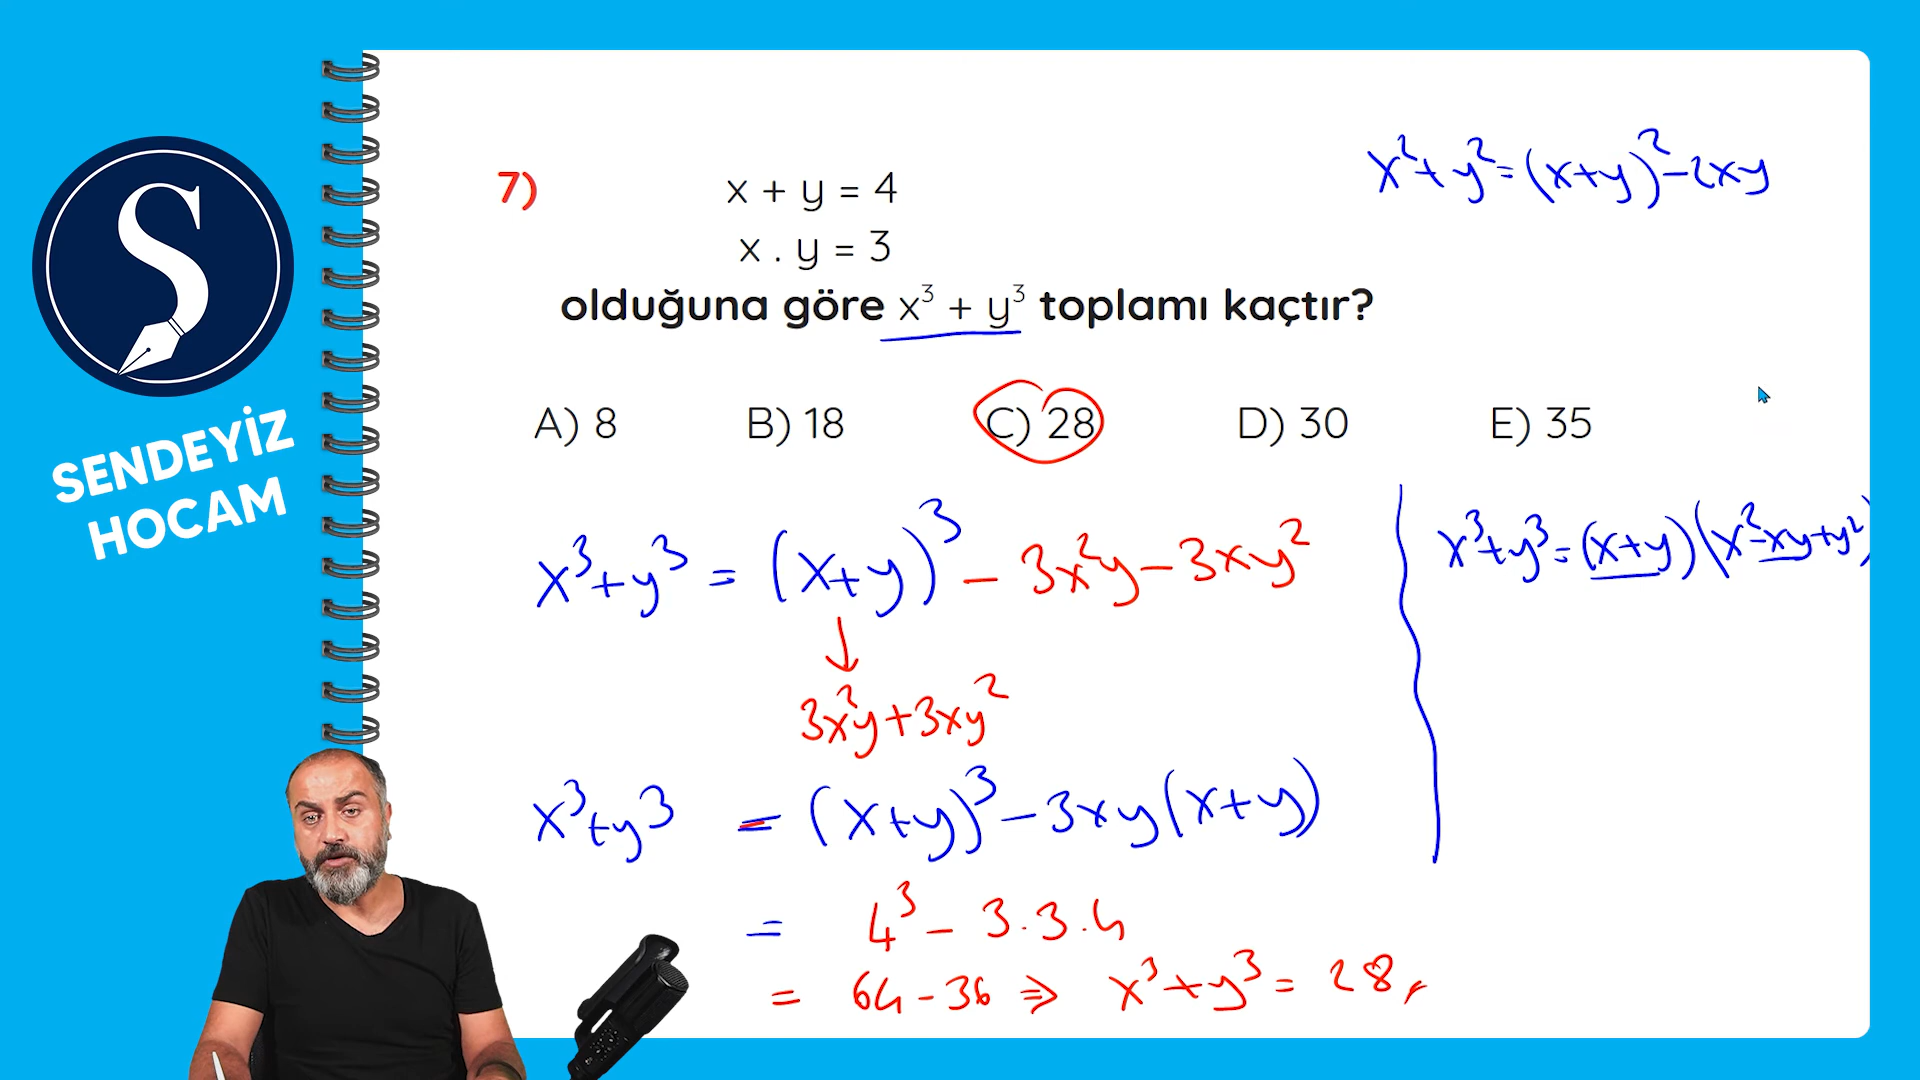 SENDEYİZ
HOCAM
7)
x + y = 4
x . y = 3
olduğuna göre x³ + y³ toplamı kaçtır?
A) 8 B) 18 C) 28 D) 30 E) 35
x²+y²=(x+y)²-2xy
x³+y³ = (x+y)³ - 3x²y - 3xy²
3x²y+3xy²
x³+y³ = (x+y)³ - 3xy(x+y)
= 4³ - 3.3.4
= 64 - 36 ⇒ x³+y³ = 28
x³+y³=(x+y)(x²-xy+y²)